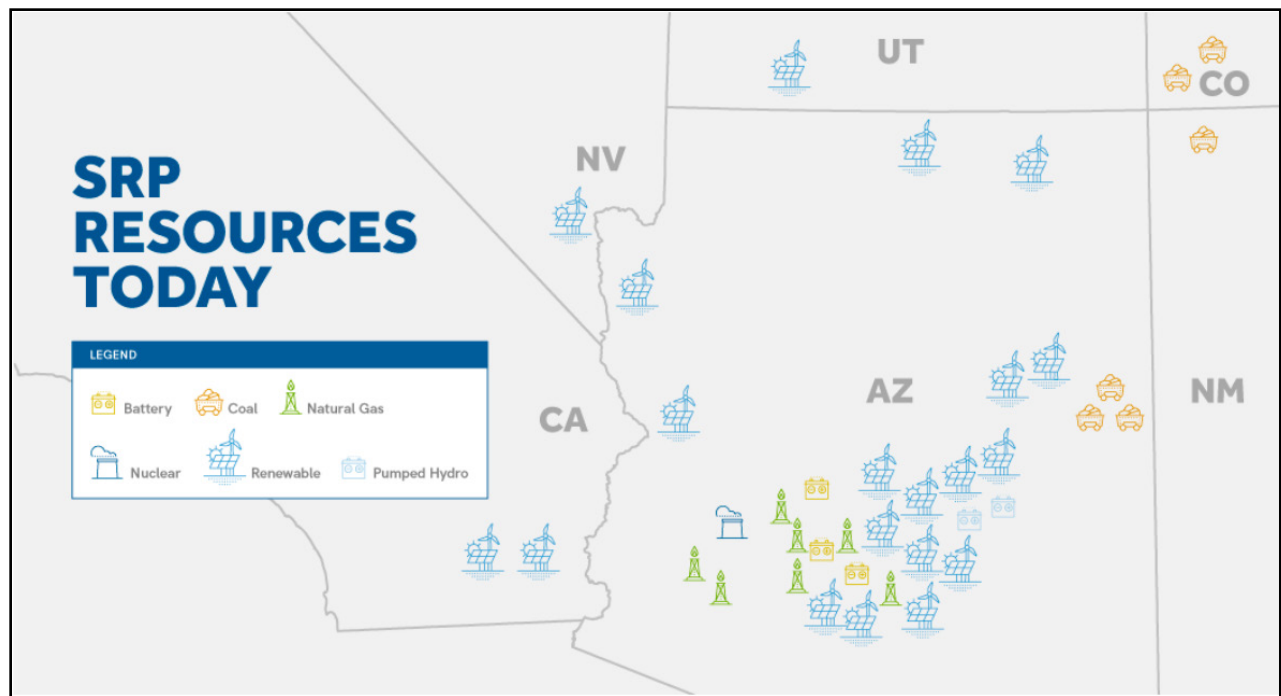 UT
CO
NV
SRP
RESOURCES
TODAY
LEGEND
Battery
Coal
Natural Gas
Nuclear
Renewable
Pumped Hydro
CA
AZ
NM